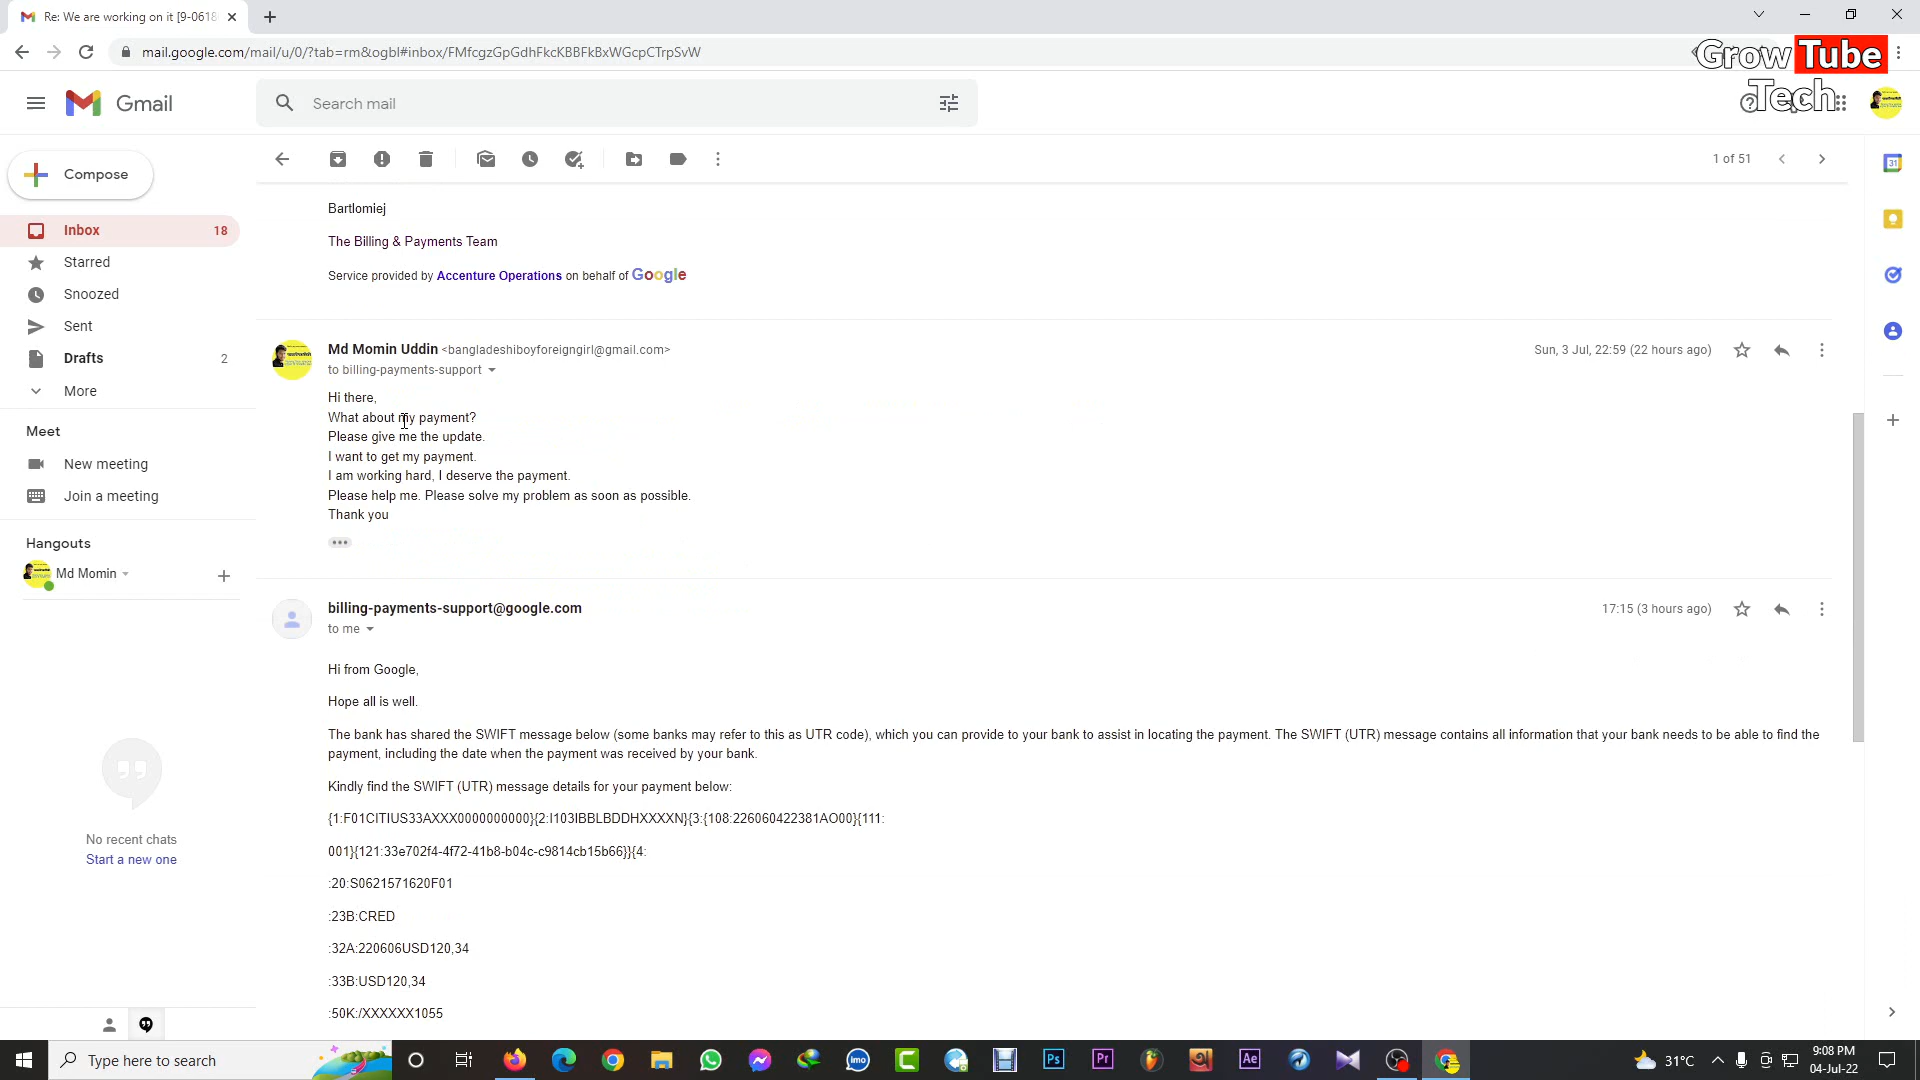 Re: We are working on it [9-0618
mail.google.com/mail/u/0/?tab=rm&ogbl#inbox/FMfcgzGpGdhFkcKBBFkBxWGcpCTrpSvW
Grow Tube
Tech
Gmail
Search mail
Compose
1 of 51
Inbox 18
Starred
Snoozed
Sent
Drafts 2
More
Meet
New meeting
Join a meeting
Hangouts
Md Momin
No recent chats
Start a new one
Bartlomiej
The Billing & Payments Team
Service provided by Accenture Operations on behalf of Google
Md Momin Uddin <bangladeshiboyforeigngirl@gmail.com>
Sun, 3 Jul, 22:59 (22 hours ago)
to billing-payments-support
Hi there,
What about my payment?
Please give me the update.
I want to get my payment.
I am working hard, I deserve the payment.
Please help me. Please solve my problem as soon as possible.
Thank you
billing-payments-support@google.com
17:15 (3 hours ago)
to me
Hi from Google,
Hope all is well.
The bank has shared the SWIFT message below (some banks may refer to this as UTR code), which you can provide to your bank to assist in locating the payment. The SWIFT (UTR) message contains all information that your bank needs to be able to find the
payment, including the date when the payment was received by your bank.
Kindly find the SWIFT (UTR) message details for your payment below:
{1:F01CITIUS33AXXX0000000000}{2:I103IBBLBDDHXXXXN}{3:{108:226060422381AO00}{111:
001}{121:33e702f4-4f72-41b8-b04c-c9814cb15b66}}{4:
:20:S0621571620F01
:23B:CRED
:32A:220606USD120,34
:33B:USD120,34
:50K:/XXXXXX1055
31
Type here to search
imo
Ps
Pr
Ae
31°C
9:08 PM
04-Jul-22